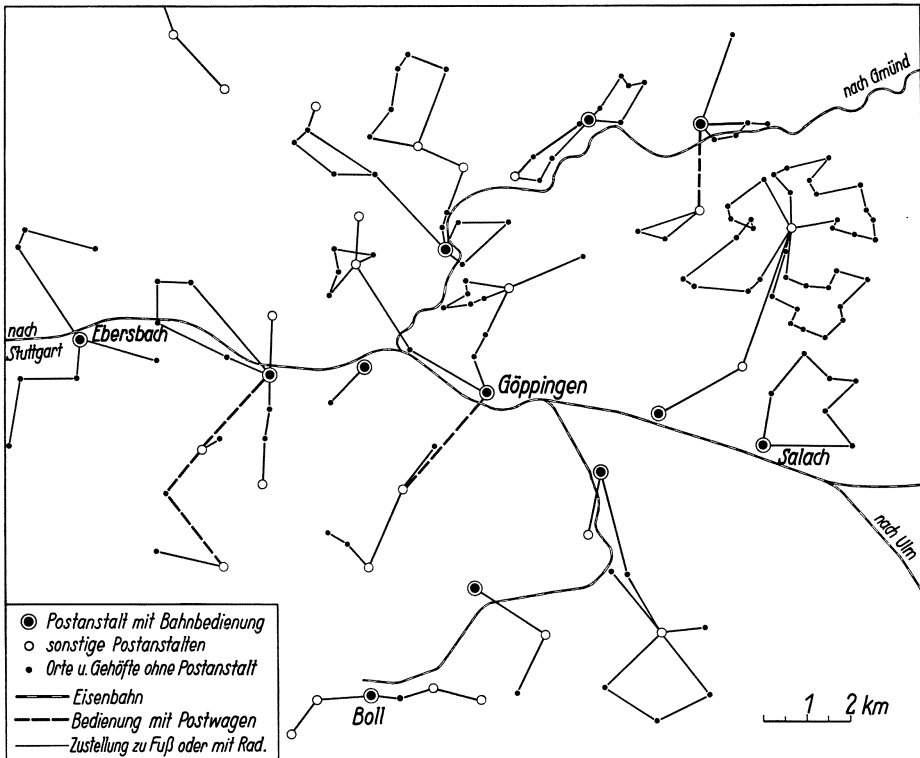 nach Gmünd
nach
Stuttgart
Ebersbach
Göppingen
Salach
nach Ulm
Boll
Postanstalt mit Bahnbedienung
sonstige Postanstalten
Orte u. Gehöfte ohne Postanstalt
Eisenbahn
Bedienung mit Postwagen
Zustellung zu Fuß oder mit Rad.
1 2 km